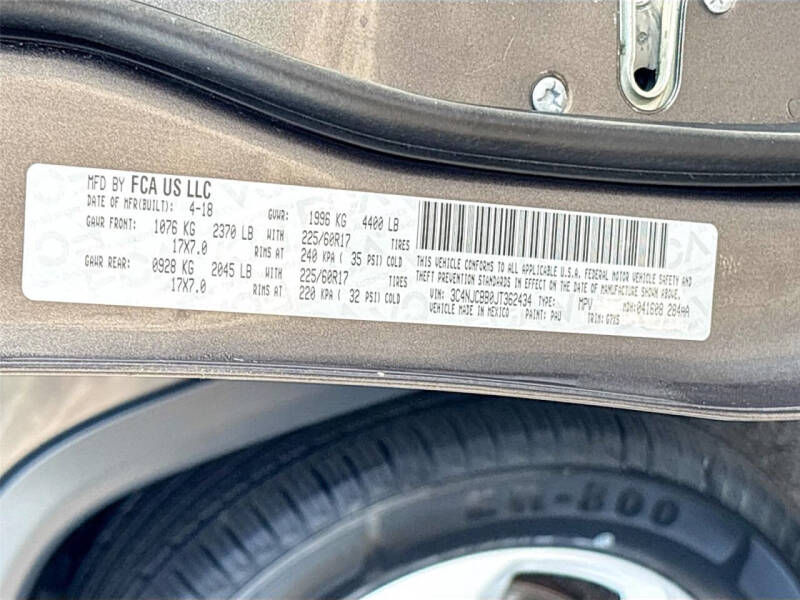 MFD BY FCA US LLC
DATE OF MFR(BUILT): 4-18 GVWR: 1996 KG 4400 LB
GAWR FRONT: 1076 KG 2370 LB WITH 225/60R17 TIRES
17X7.0 RIMS AT 240 KPA ( 35 PSI) COLD
GAWR REAR: 0928 KG 2045 LB WITH 225/60R17 TIRES
17X7.0 RIMS AT 220 KPA ( 32 PSI) COLD
THIS VEHICLE CONFORMS TO ALL APPLICABLE U.S.A. FEDERAL MOTOR VEHICLE SAFETY AND
THEFT PREVENTION STANDARDS IN EFFECT ON THE DATE OF MANUFACTURE SHOWN ABOVE.
VIN: 3C4NJCBB0JT362434 TYPE: MPV MDH: 041608 284AA
VEHICLE MADE IN MEXICO PAINT: PAU TRIM:
-800